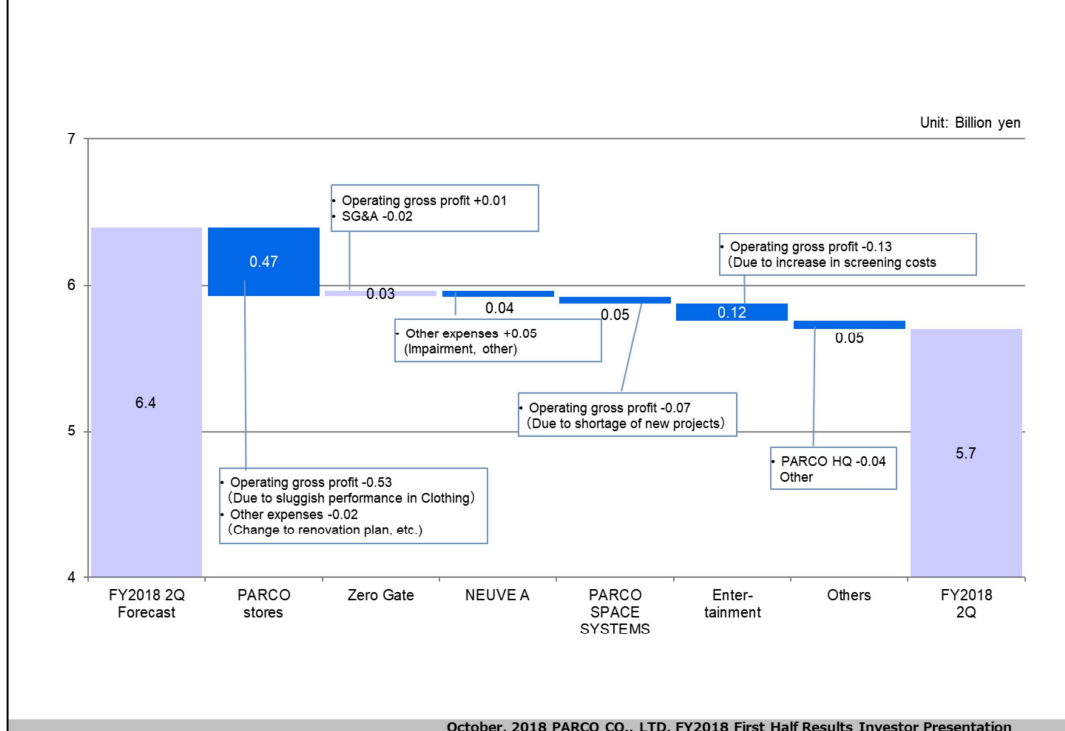 Unit: Billion yen
7
6
5
4
6.4
0.47
0.03
0.04
0.05
0.12
0.05
5.7
• Operating gross profit +0.01
• SG&A -0.02
• Operating gross profit -0.13
(Due to increase in screening costs
• Other expenses +0.05
(Impairment, other)
• Operating gross profit -0.07
(Due to shortage of new projects)
• PARCO HQ -0.04
Other
• Operating gross profit -0.53
(Due to sluggish performance in Clothing)
• Other expenses -0.02
(Change to renovation plan, etc.)
FY2018 2Q
Forecast
PARCO
stores
Zero Gate
NEUVE A
PARCO
SPACE
SYSTEMS
Enter-
tainment
Others
FY2018
2Q
October, 2018 PARCO CO., LTD. FY2018 First Half Results Investor Presentation